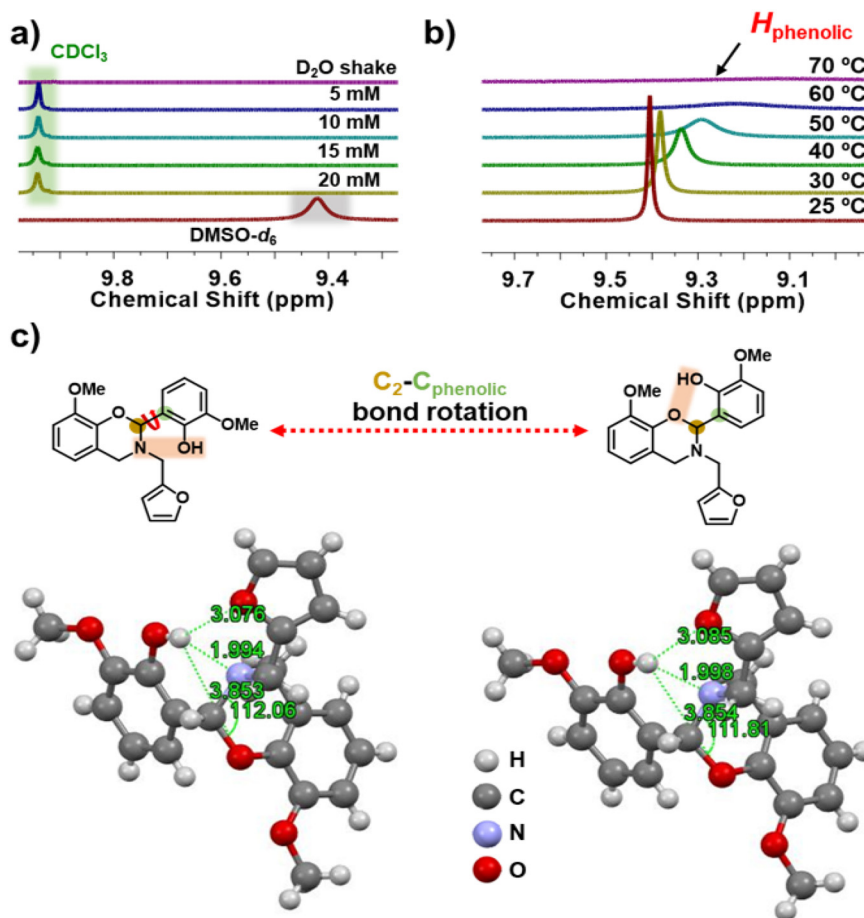 a)
CDCl₃
D₂O shake
5 mM
10 mM
15 mM
20 mM
DMSO-d₆
9.8 9.6 9.4
Chemical Shift (ppm)
b)
Hphenolic
70 °C
60 °C
50 °C
40 °C
30 °C
25 °C
9.7 9.5 9.3 9.1
Chemical Shift (ppm)
c)
OMe
O
OMe
N
OH
O
C₂-Cphenolic
bond rotation
OMe
HO
OMe
O
N
O
3.076
1.994
3.853
112.06
3.085
1.998
3.854
111.81
H
C
N
O